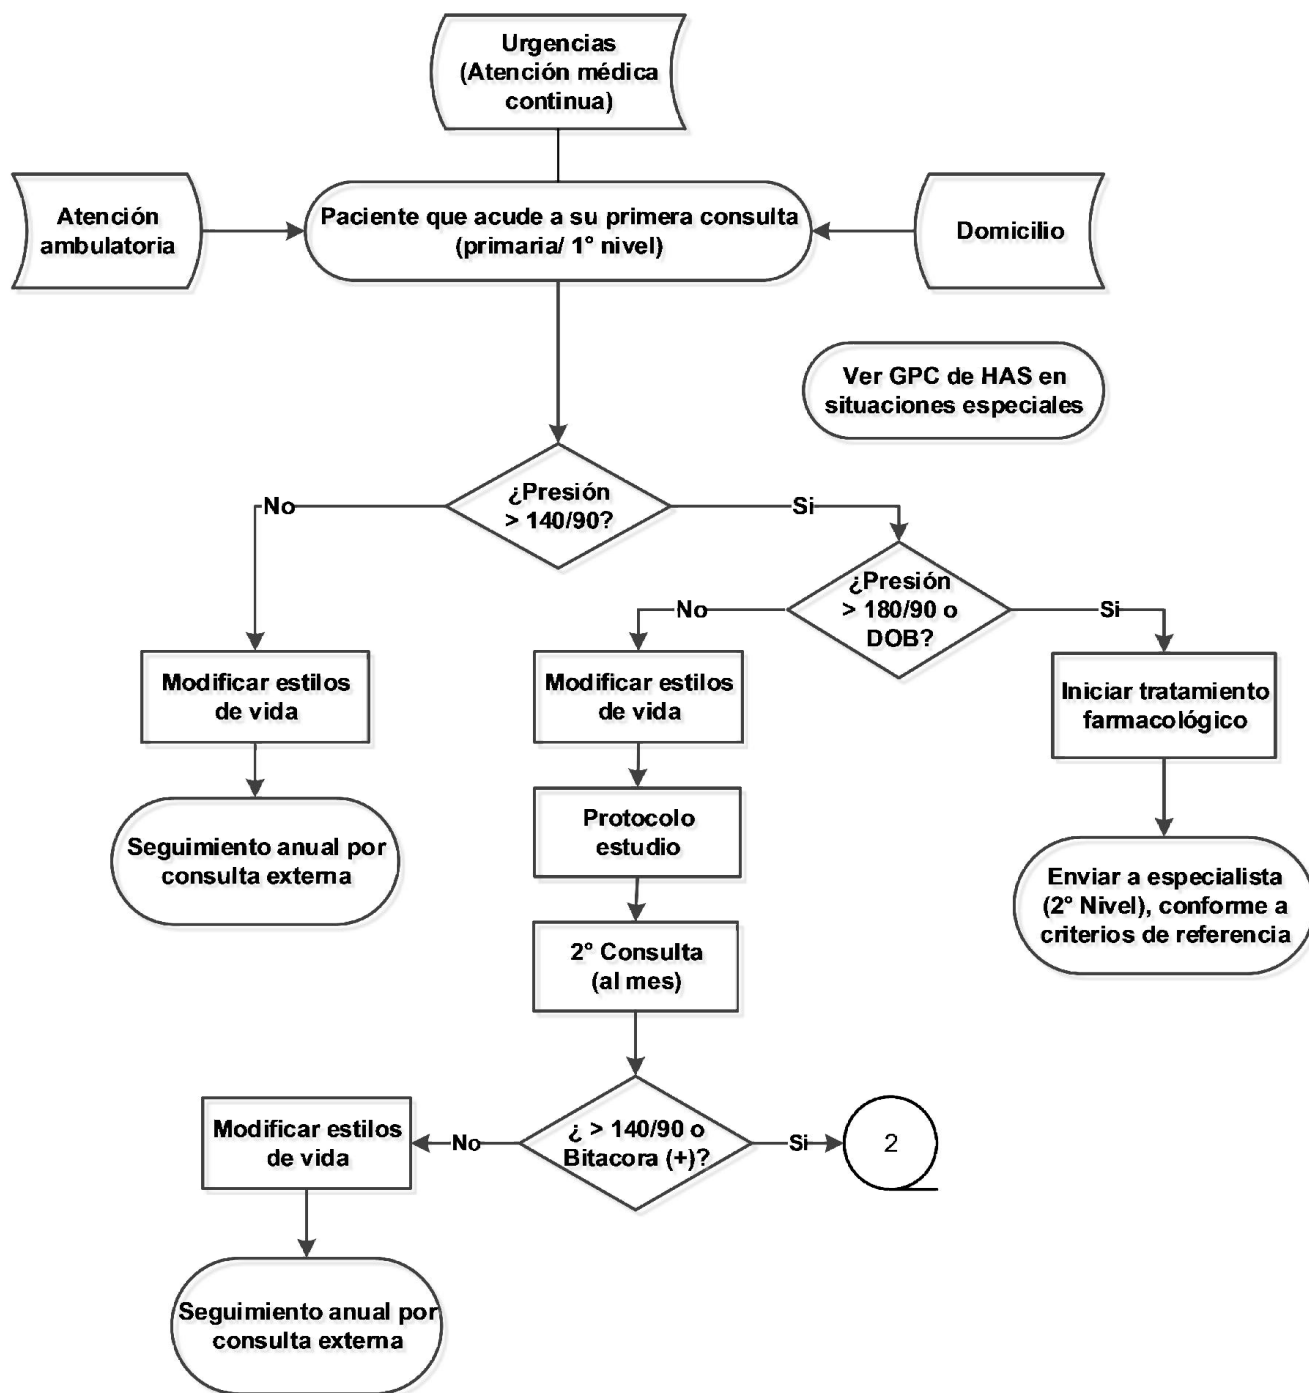 Urgencias
(Atención médica
continua)
Atención
ambulatoria
Paciente que acude a su primera consulta
(primaria/ 1° nivel)
Domicilio
Ver GPC de HAS en
situaciones especiales
¿Presión
> 140/90?
No
Si
¿Presión
> 180/90 o
DOB?
No
Si
Modificar estilos
de vida
Modificar estilos
de vida
Iniciar tratamiento
farmacológico
Seguimiento anual por
consulta externa
Protocolo
estudio
Enviar a especialista
(2° Nivel), conforme a
criterios de referencia
2° Consulta
(al mes)
¿ > 140/90 o
Bitacora (+)?
No
Si
2
Modificar estilos
de vida
Seguimiento anual por
consulta externa